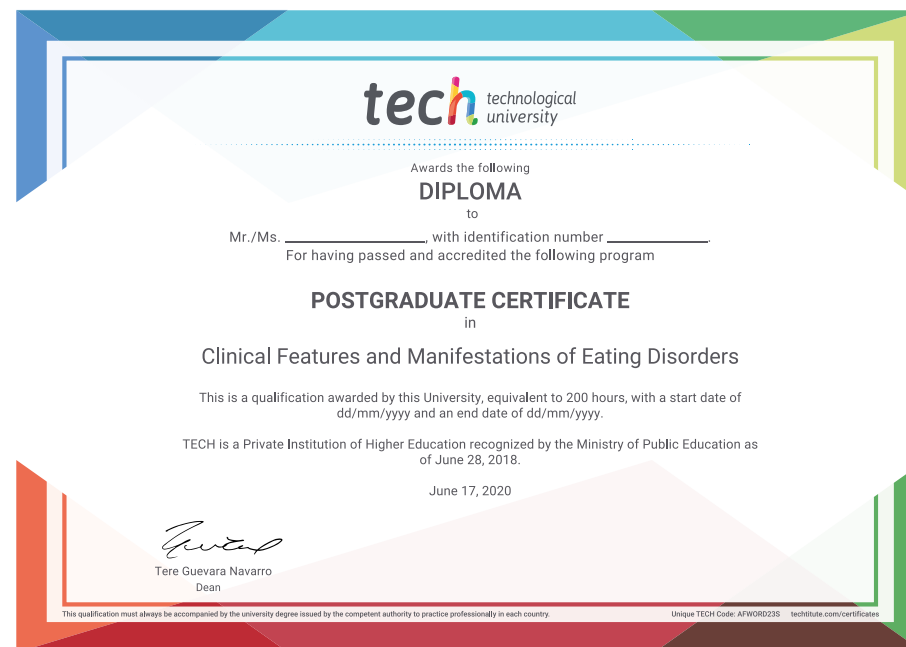 tech technological
university
Awards the following
DIPLOMA
to
Mr./Ms. ____________________, with identification number ______________.
For having passed and accredited the following program
POSTGRADUATE CERTIFICATE
in
Clinical Features and Manifestations of Eating Disorders
This is a qualification awarded by this University, equivalent to 200 hours, with a start date of
dd/mm/yyyy and an end date of dd/mm/yyyy.
TECH is a Private Institution of Higher Education recognized by the Ministry of Public Education as
of June 28, 2018.
June 17, 2020
Tere Guevara Navarro
Dean
This qualification must always be accompanied by the university degree issued by the competent authority to practice professionally in each country. Unique TECH Code: AFWORD23S techtitute.com/certificates